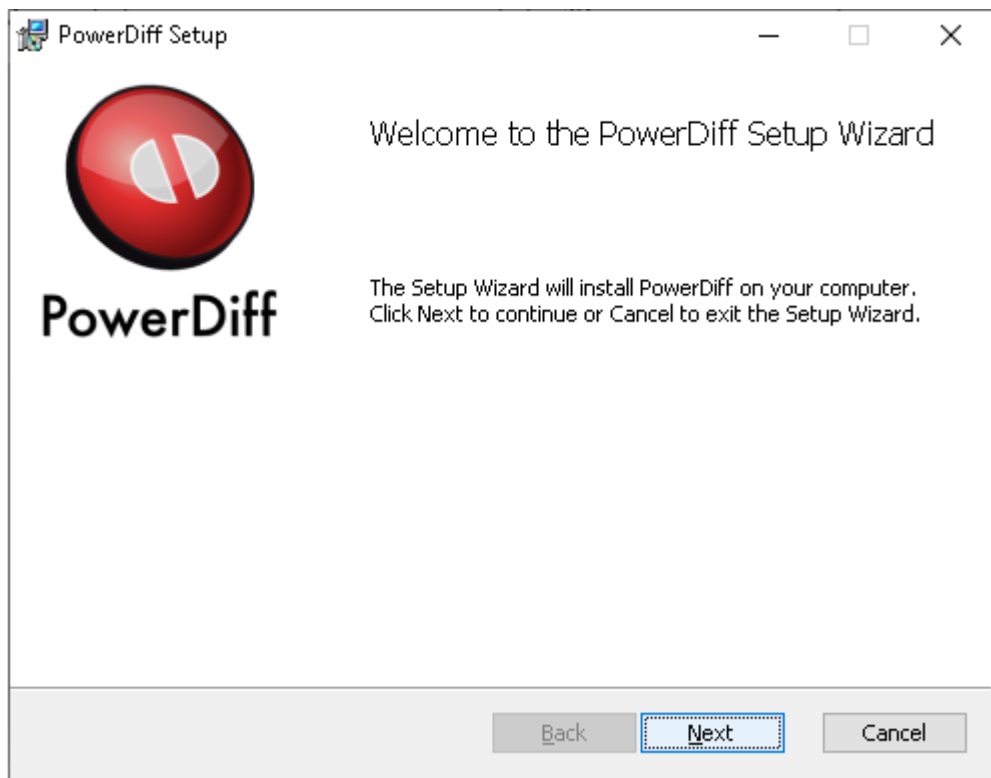 PowerDiff Setup
Welcome to the PowerDiff Setup Wizard
PowerDiff
The Setup Wizard will install PowerDiff on your computer.
Click Next to continue or Cancel to exit the Setup Wizard.
Back
Next
Cancel